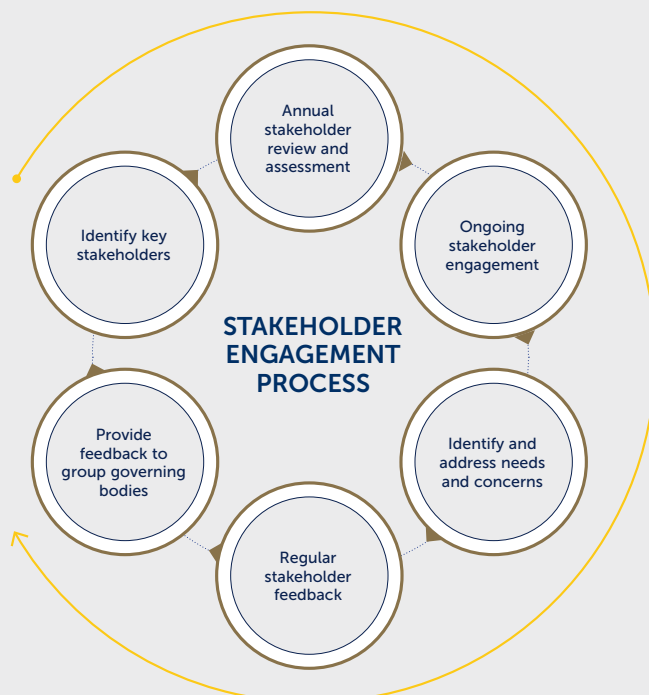 Annual
stakeholder
review and
assessment
Ongoing
stakeholder
engagement
Identify key
stakeholders
STAKEHOLDER
ENGAGEMENT
PROCESS
Provide
feedback to
group governing
bodies
Identify and
address needs
and concerns
Regular
stakeholder
feedback